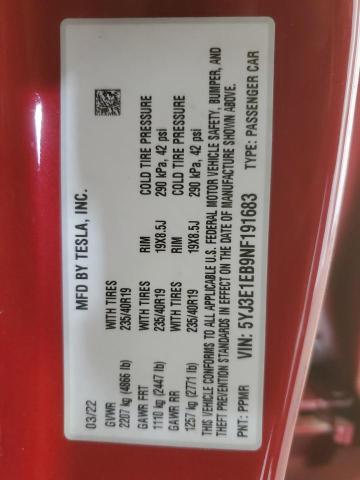 MFD BY TESLA, INC.
03/22
GVWR
2207 kg (4866 lb)
GAWR FRT WITH TIRES RIM COLD TIRE PRESSURE
1110 kg (2447 lb) 235/40R19 19X8.5J 290 kPa, 42 psi
GAWR RR WITH TIRES RIM COLD TIRE PRESSURE
1257 kg (2771 lb) 235/40R19 19X8.5J 290 kPa, 42 psi
THIS VEHICLE CONFORMS TO ALL APPLICABLE U.S. FEDERAL MOTOR VEHICLE SAFETY, BUMPER, AND
THEFT PREVENTION STANDARDS IN EFFECT ON THE DATE OF MANUFACTURE SHOWN ABOVE.
PNT: PPMR VIN: 5YJ3E1EB9NF191683 TYPE: PASSENGER CAR